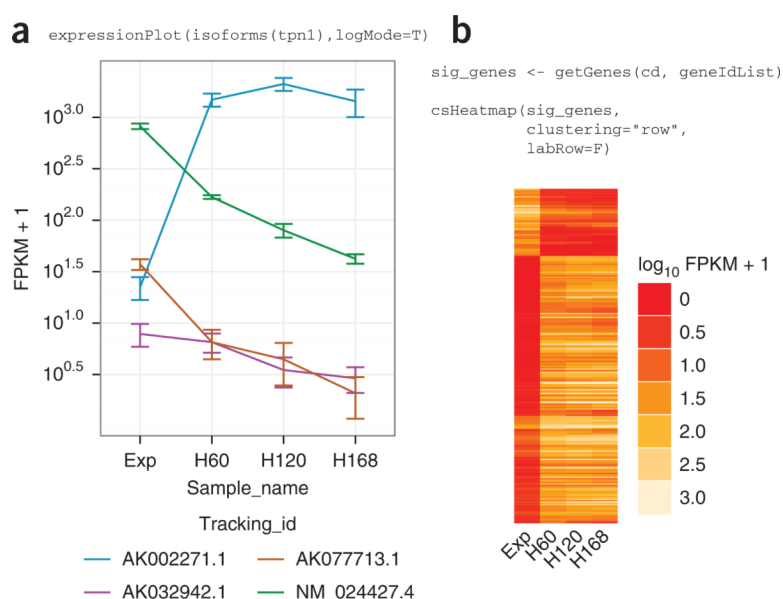 a
expressionPlot(isoforms(tpn1),logMode=T)
FPKM + 1
10^3.0
10^2.5
10^2.0
10^1.5
10^1.0
10^0.5
Exp H60 H120 H168
Sample_name
Tracking_id
AK002271.1 AK077713.1
AK032942.1 NM 024427.4
b
sig_genes <- getGenes(cd, geneIdList)
csHeatmap(sig_genes,
clustering="row",
labRow=F)
log10 FPKM + 1
0
0.5
1.0
1.5
2.0
2.5
3.0
Exp H60 H120 H168